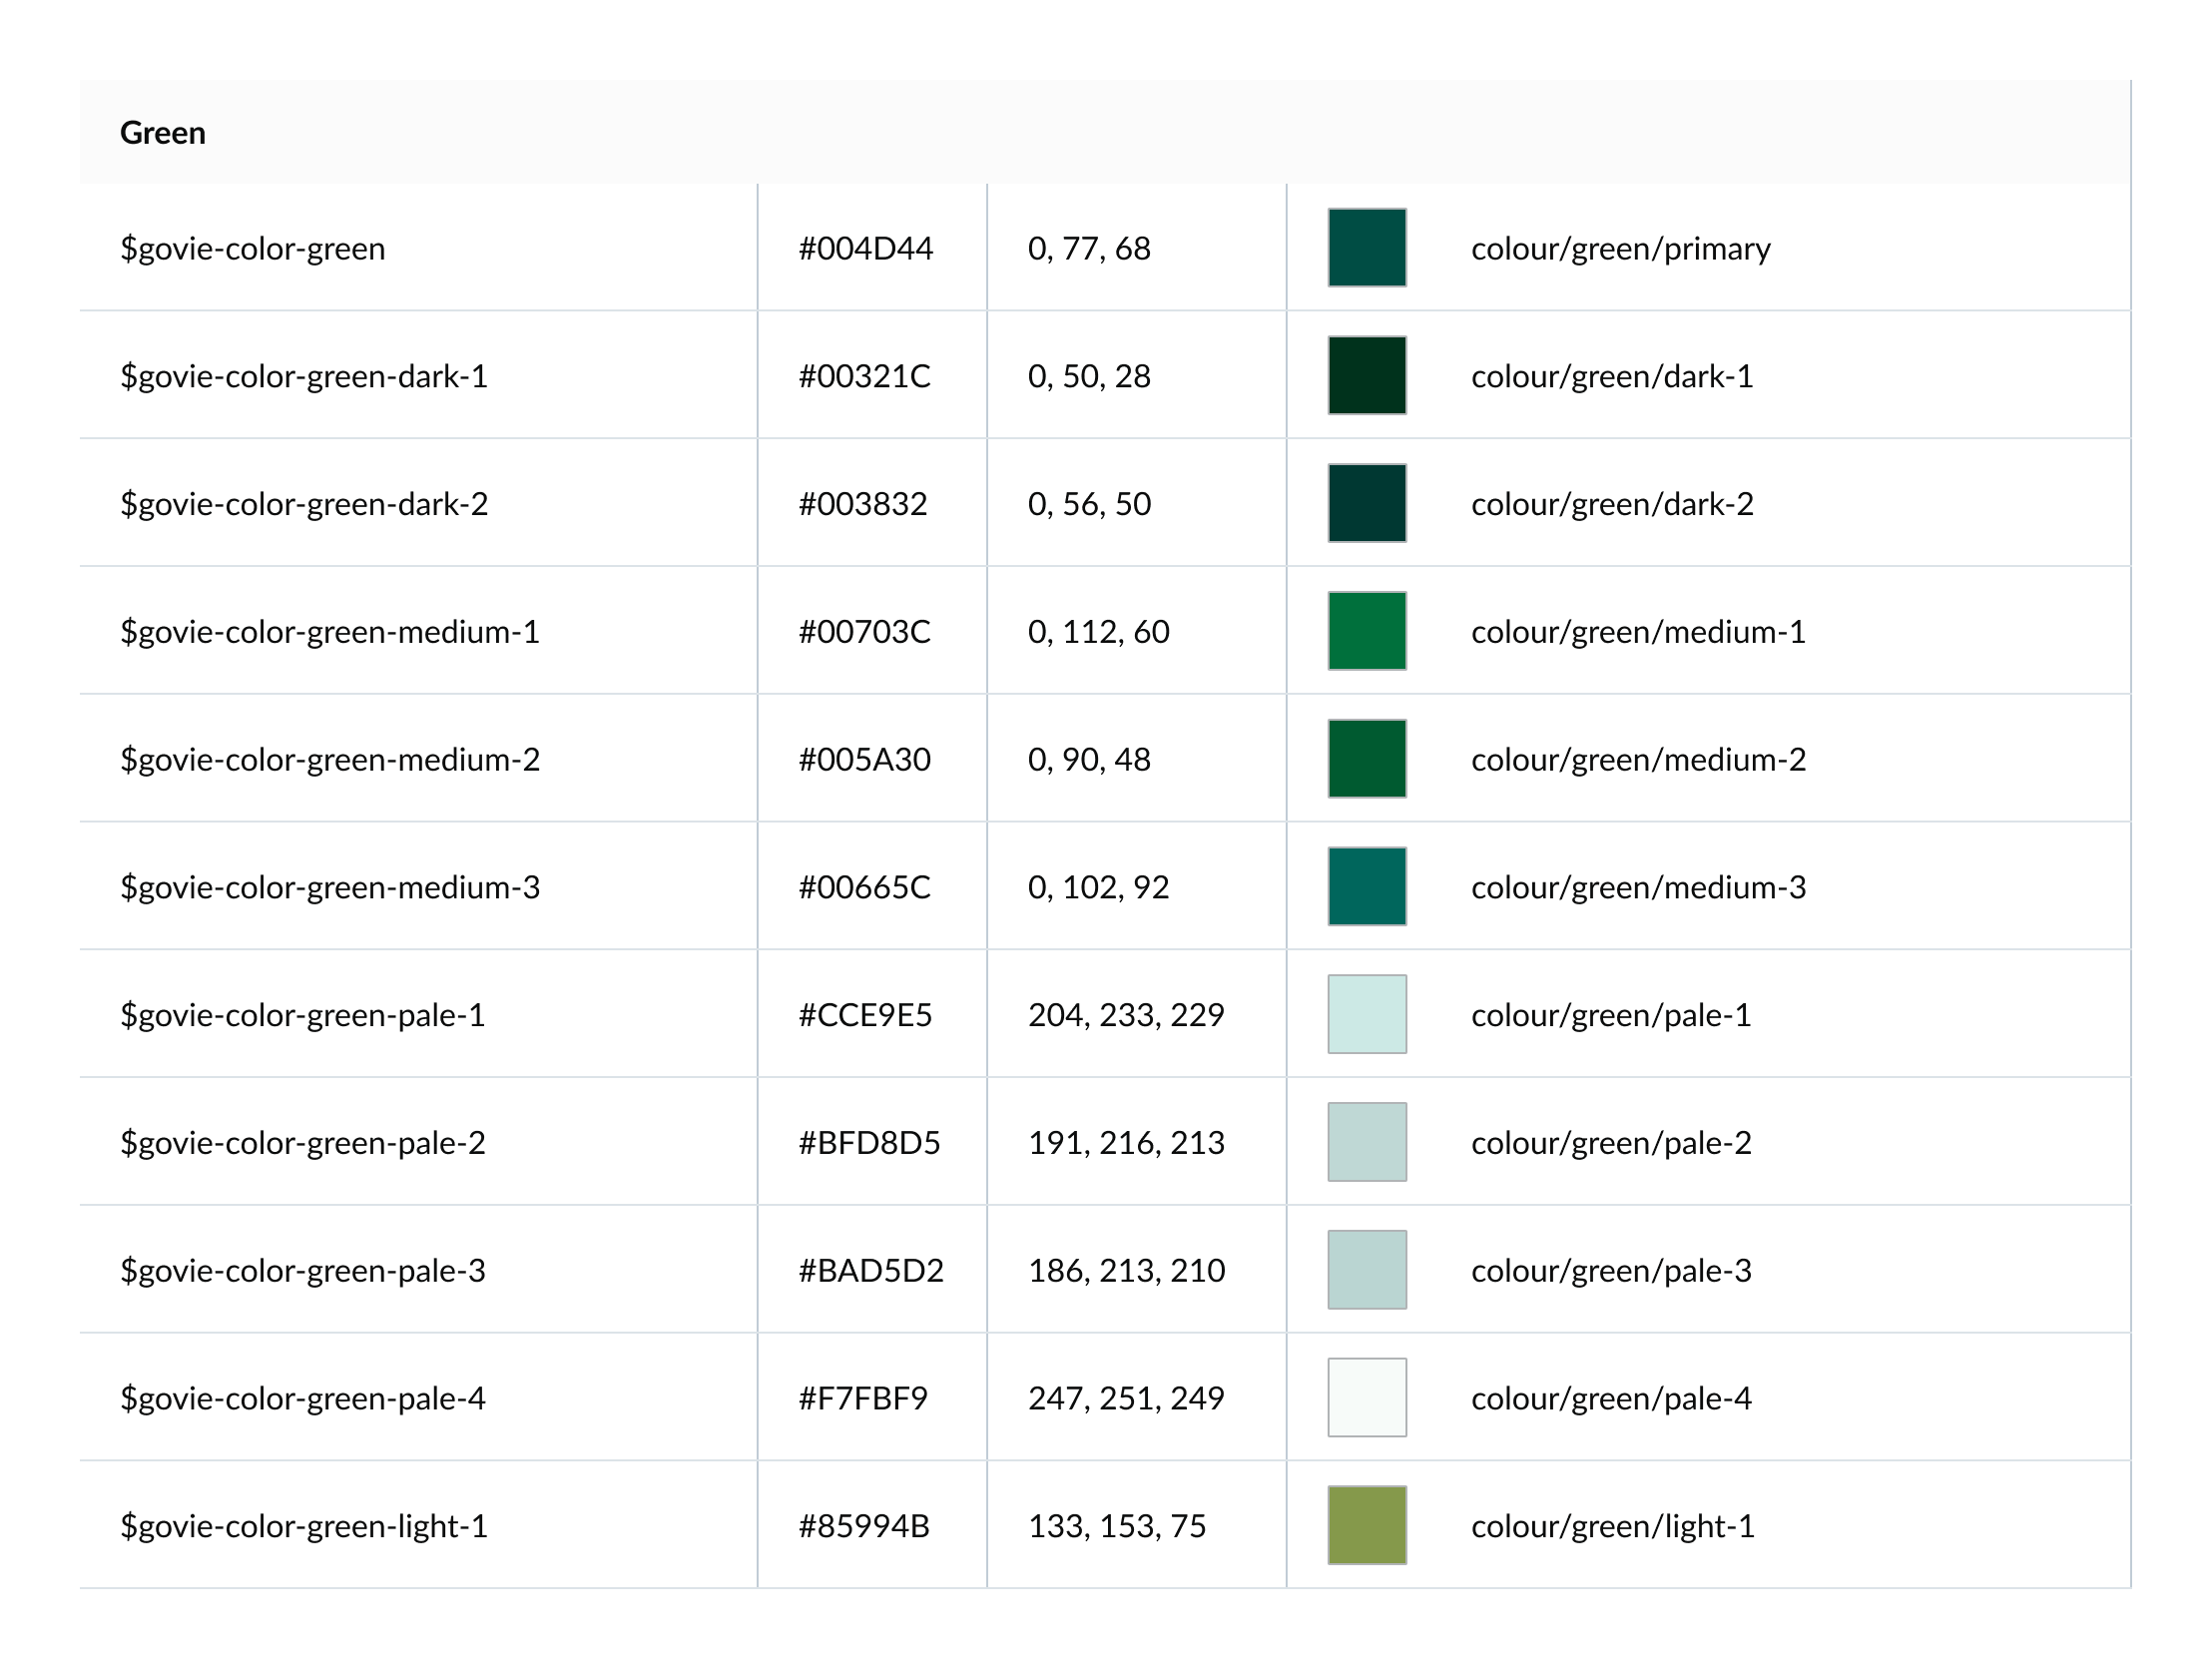 Green
$govie-color-green #004D44 0, 77, 68 colour/green/primary
$govie-color-green-dark-1 #00321C 0, 50, 28 colour/green/dark-1
$govie-color-green-dark-2 #003832 0, 56, 50 colour/green/dark-2
$govie-color-green-medium-1 #00703C 0, 112, 60 colour/green/medium-1
$govie-color-green-medium-2 #005A30 0, 90, 48 colour/green/medium-2
$govie-color-green-medium-3 #00665C 0, 102, 92 colour/green/medium-3
$govie-color-green-pale-1 #CCE9E5 204, 233, 229 colour/green/pale-1
$govie-color-green-pale-2 #BFD8D5 191, 216, 213 colour/green/pale-2
$govie-color-green-pale-3 #BAD5D2 186, 213, 210 colour/green/pale-3
$govie-color-green-pale-4 #F7FBF9 247, 251, 249 colour/green/pale-4
$govie-color-green-light-1 #85994B 133, 153, 75 colour/green/light-1